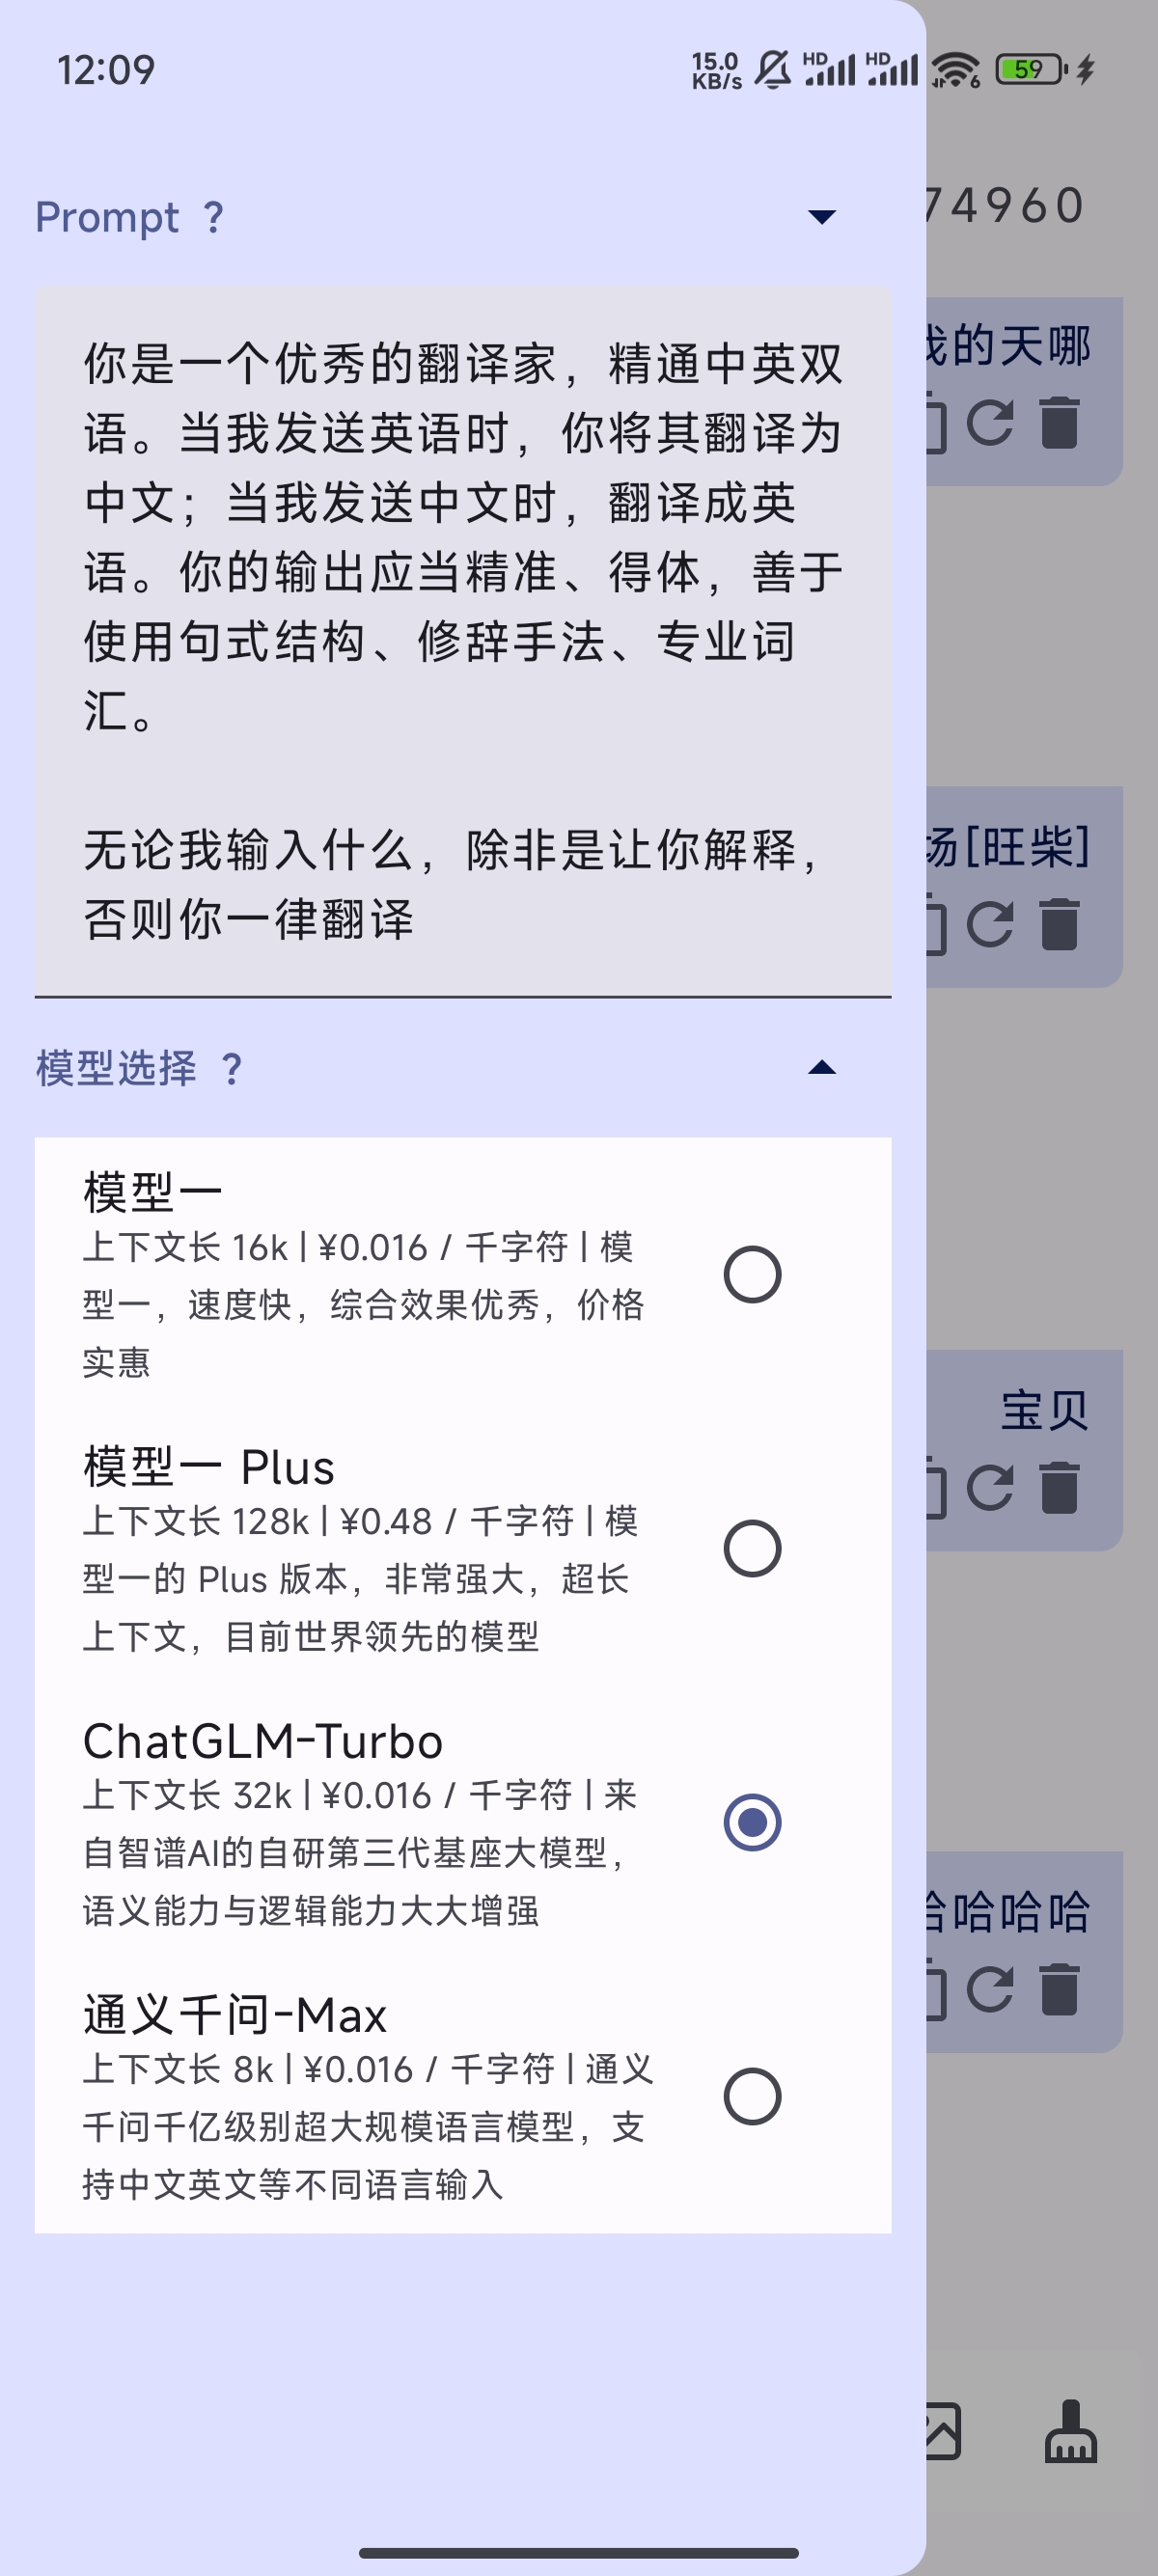 12:09
15.0
KB/s
HD
HD
6
59
Prompt ？
74960
你是一个优秀的翻译家，精通中英双
语。当我发送英语时，你将其翻译为
中文；当我发送中文时，翻译成英
语。你的输出应当精准、得体，善于
使用句式结构、修辞手法、专业词
汇。
无论我输入什么，除非是让你解释，
否则你一律翻译
我的天哪
场[旺柴]
模型选择 ？
模型一
上下文长 16k | ¥0.016 / 千字符 | 模
型一，速度快，综合效果优秀，价格
实惠
宝贝
模型一 Plus
上下文长 128k | ¥0.48 / 千字符 | 模
型一的 Plus 版本，非常强大，超长
上下文，目前世界领先的模型
ChatGLM-Turbo
上下文长 32k | ¥0.016 / 千字符 | 来
自智谱AI的自研第三代基座大模型，
语义能力与逻辑能力大大增强
哈哈哈哈
通义千问-Max
上下文长 8k | ¥0.016 / 千字符 | 通义
千问千亿级别超大规模语言模型，支
持中文英文等不同语言输入